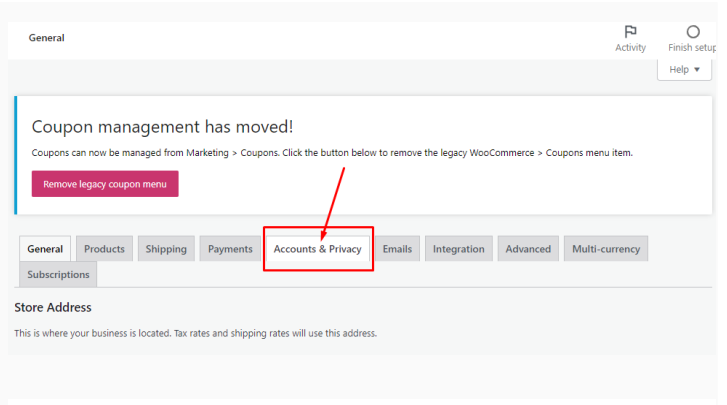 General
Activity
Finish setup
Help ▼
Coupon management has moved!
Coupons can now be managed from Marketing > Coupons. Click the button below to remove the legacy WooCommerce > Coupons menu item.
Remove legacy coupon menu
General Products Shipping Payments Accounts & Privacy Emails Integration Advanced Multi-currency
Subscriptions
Store Address
This is where your business is located. Tax rates and shipping rates will use this address.